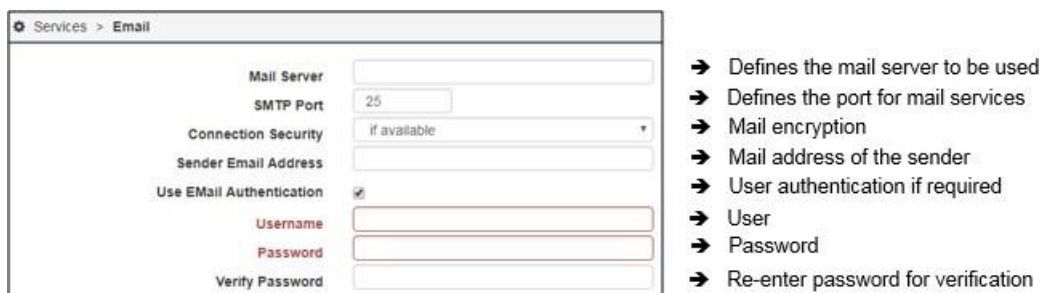 Services > Email
Mail Server ➔ Defines the mail server to be used
SMTP Port 25 ➔ Defines the port for mail services
Connection Security if available ➔ Mail encryption
Sender Email Address ➔ Mail address of the sender
Use EMail Authentication ➔ User authentication if required
Username ➔ User
Password ➔ Password
Verify Password ➔ Re-enter password for verification